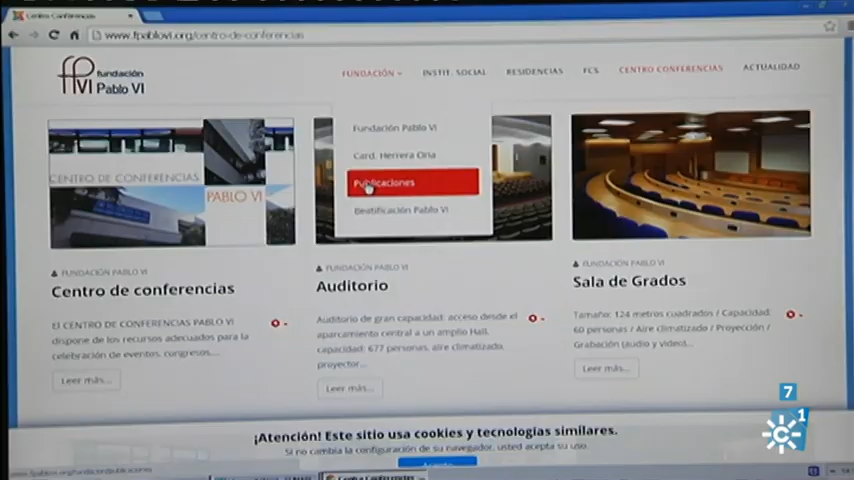 Centro Conferencias
www.fpablovi.org/centro-de-conferencias
fundación
Pablo VI
FUNDACIÓN
INSTIT. SOCIAL
RESIDENCIAS
FCS
CENTRO CONFERENCIAS
ACTUALIDAD
Fundación Pablo VI
Card. Herrera Oria
Publicaciones
Beatificación Pablo VI
CENTRO DE CONFERENCIAS
PABLO VI
FUNDACIÓN PABLO VI
Centro de conferencias
El CENTRO DE CONFERENCIAS PABLO VI
dispone de los recursos adecuados para la
celebración de eventos, congresos,...
Leer más...
FUNDACIÓN PABLO VI
Auditorio
Auditorio de gran capacidad: acceso desde el
aparcamiento central a un amplio Hall,
capacidad: 677 personas, aire climatizado,
proyector...
Leer más...
FUNDACIÓN PABLO VI
Sala de Grados
Tamaño: 124 metros cuadrados / Capacidad:
60 personas / Aire climatizado / Proyección /
Grabación (audio y video)...
Leer más...
¡Atención! Este sitio usa cookies y tecnologías similares.
Si no cambia la configuración de su navegador, usted acepta su uso.
Acepto
7
1